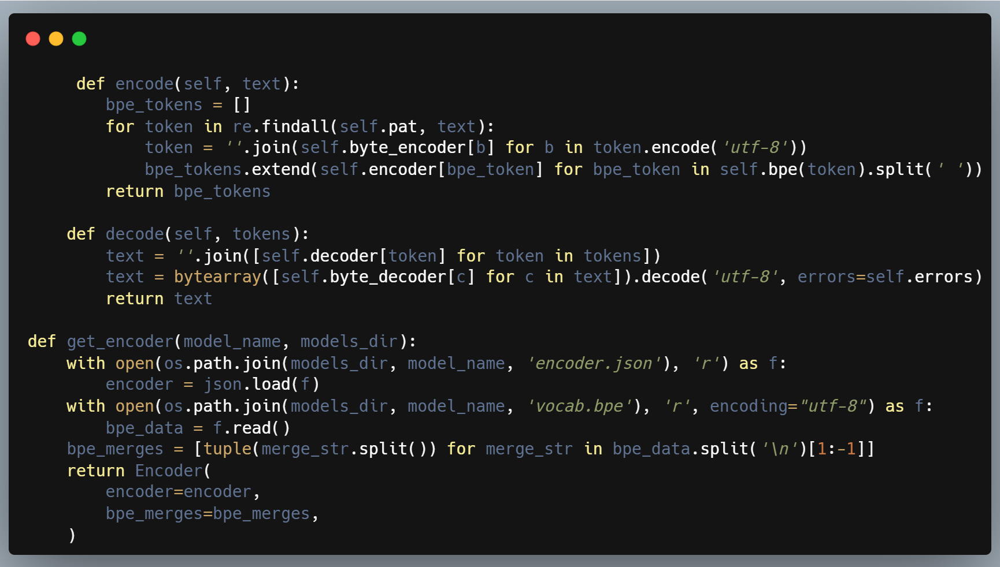 def encode(self, text):
        bpe_tokens = []
        for token in re.findall(self.pat, text):
            token = ''.join(self.byte_encoder[b] for b in token.encode('utf-8'))
            bpe_tokens.extend(self.encoder[bpe_token] for bpe_token in self.bpe(token).split(' '))
        return bpe_tokens

    def decode(self, tokens):
        text = ''.join([self.decoder[token] for token in tokens])
        text = bytearray([self.byte_decoder[c] for c in text]).decode('utf-8', errors=self.errors)
        return text

def get_encoder(model_name, models_dir):
    with open(os.path.join(models_dir, model_name, 'encoder.json'), 'r') as f:
        encoder = json.load(f)
    with open(os.path.join(models_dir, model_name, 'vocab.bpe'), 'r', encoding="utf-8") as f:
        bpe_data = f.read()
    bpe_merges = [tuple(merge_str.split()) for merge_str in bpe_data.split('\n')[1:-1]]
    return Encoder(
        encoder=encoder,
        bpe_merges=bpe_merges,
    )